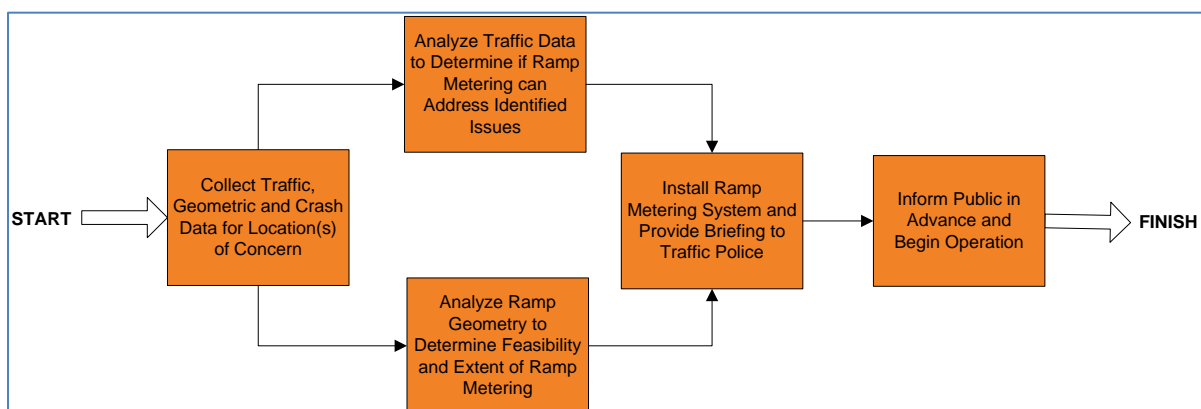 START
Collect Traffic,
Geometric and Crash
Data for Location(s)
of Concern
Analyze Traffic Data
to Determine if Ramp
Metering can
Address Identified
Issues
Analyze Ramp
Geometry to
Determine Feasibility
and Extent of Ramp
Metering
Install Ramp
Metering System and
Provide Briefing to
Traffic Police
Inform Public in
Advance and
Begin Operation
FINISH